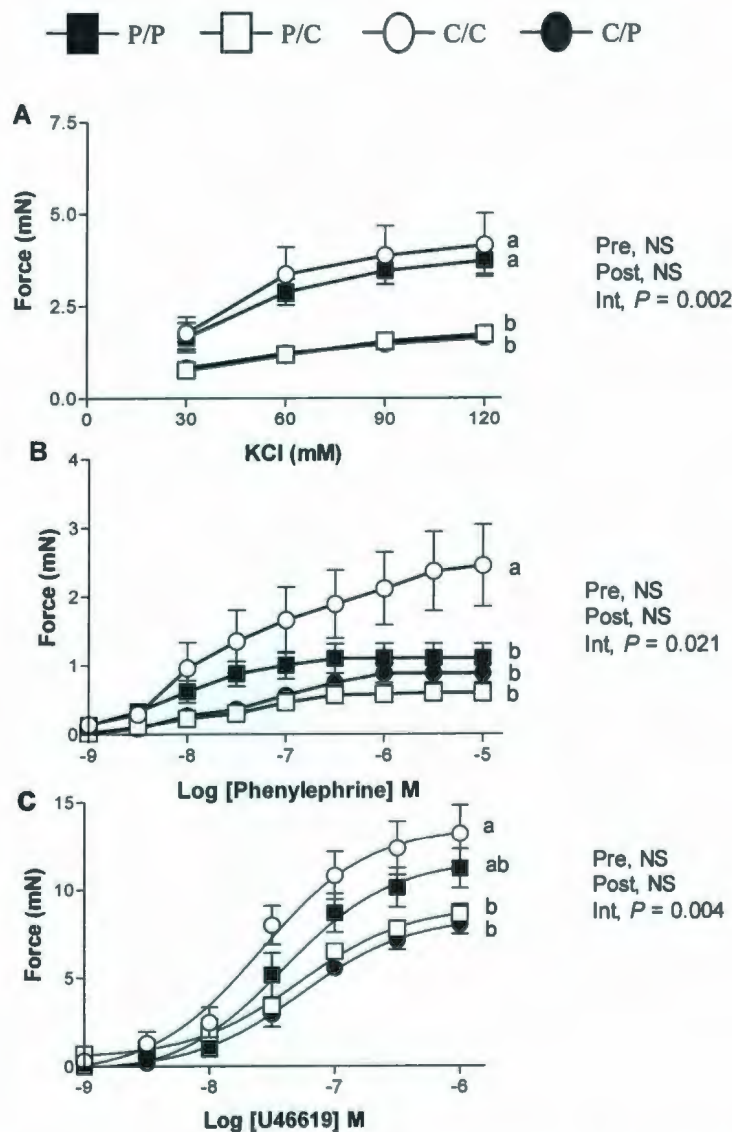 P/P P/C C/C C/P
A
7.5
5.0
2.5
0.0
Force (mN)
0 30 60 90 120
KCl (mM)
a
a
b
b
Pre, NS
Post, NS
Int, P = 0.002
B
4
3
2
1
0
Force (mN)
-9 -8 -7 -6 -5
Log [Phenylephrine] M
a
b
b
b
Pre, NS
Post, NS
Int, P = 0.021
C
15
10
5
0
Force (mN)
-9 -8 -7 -6
Log [U46619] M
a
ab
b
b
Pre, NS
Post, NS
Int, P = 0.004